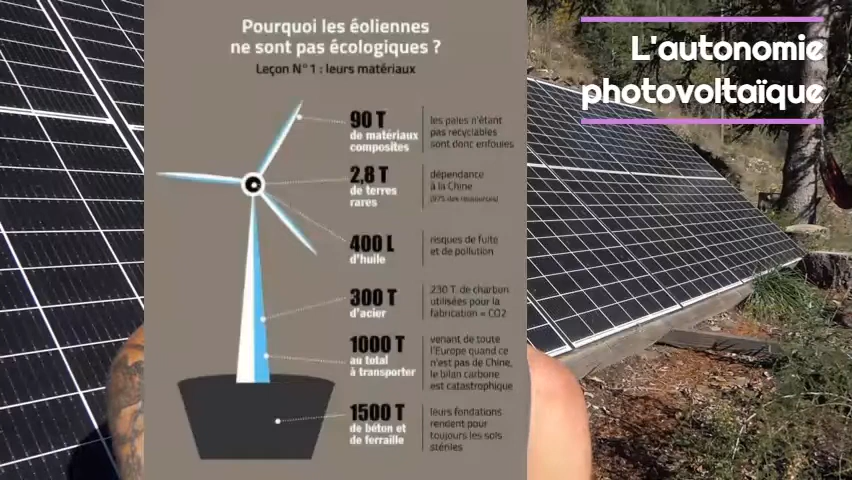 Pourquoi les éoliennes
ne sont pas écologiques ?
Leçon N°1 : leurs matériaux
90 T
de matériaux
composites
les pales n'étant
pas recyclables
sont donc enfouies
2,8 T
de terres
rares
dépendance
à la Chine
(97% des ressources)
400 L
d'huile
risques de fuite
et de pollution
300 T
d'acier
230 T. de charbon
utilisées pour la
fabrication = CO2
1000 T
au total
à transporter
venant de toute
l'Europe quand ce
n'est pas de Chine,
le bilan carbone
est catastrophique
1500 T
de béton et
de ferraille
leurs fondations
rendent pour
toujours les sols
stériles
L'autonomie
photovoltaïque